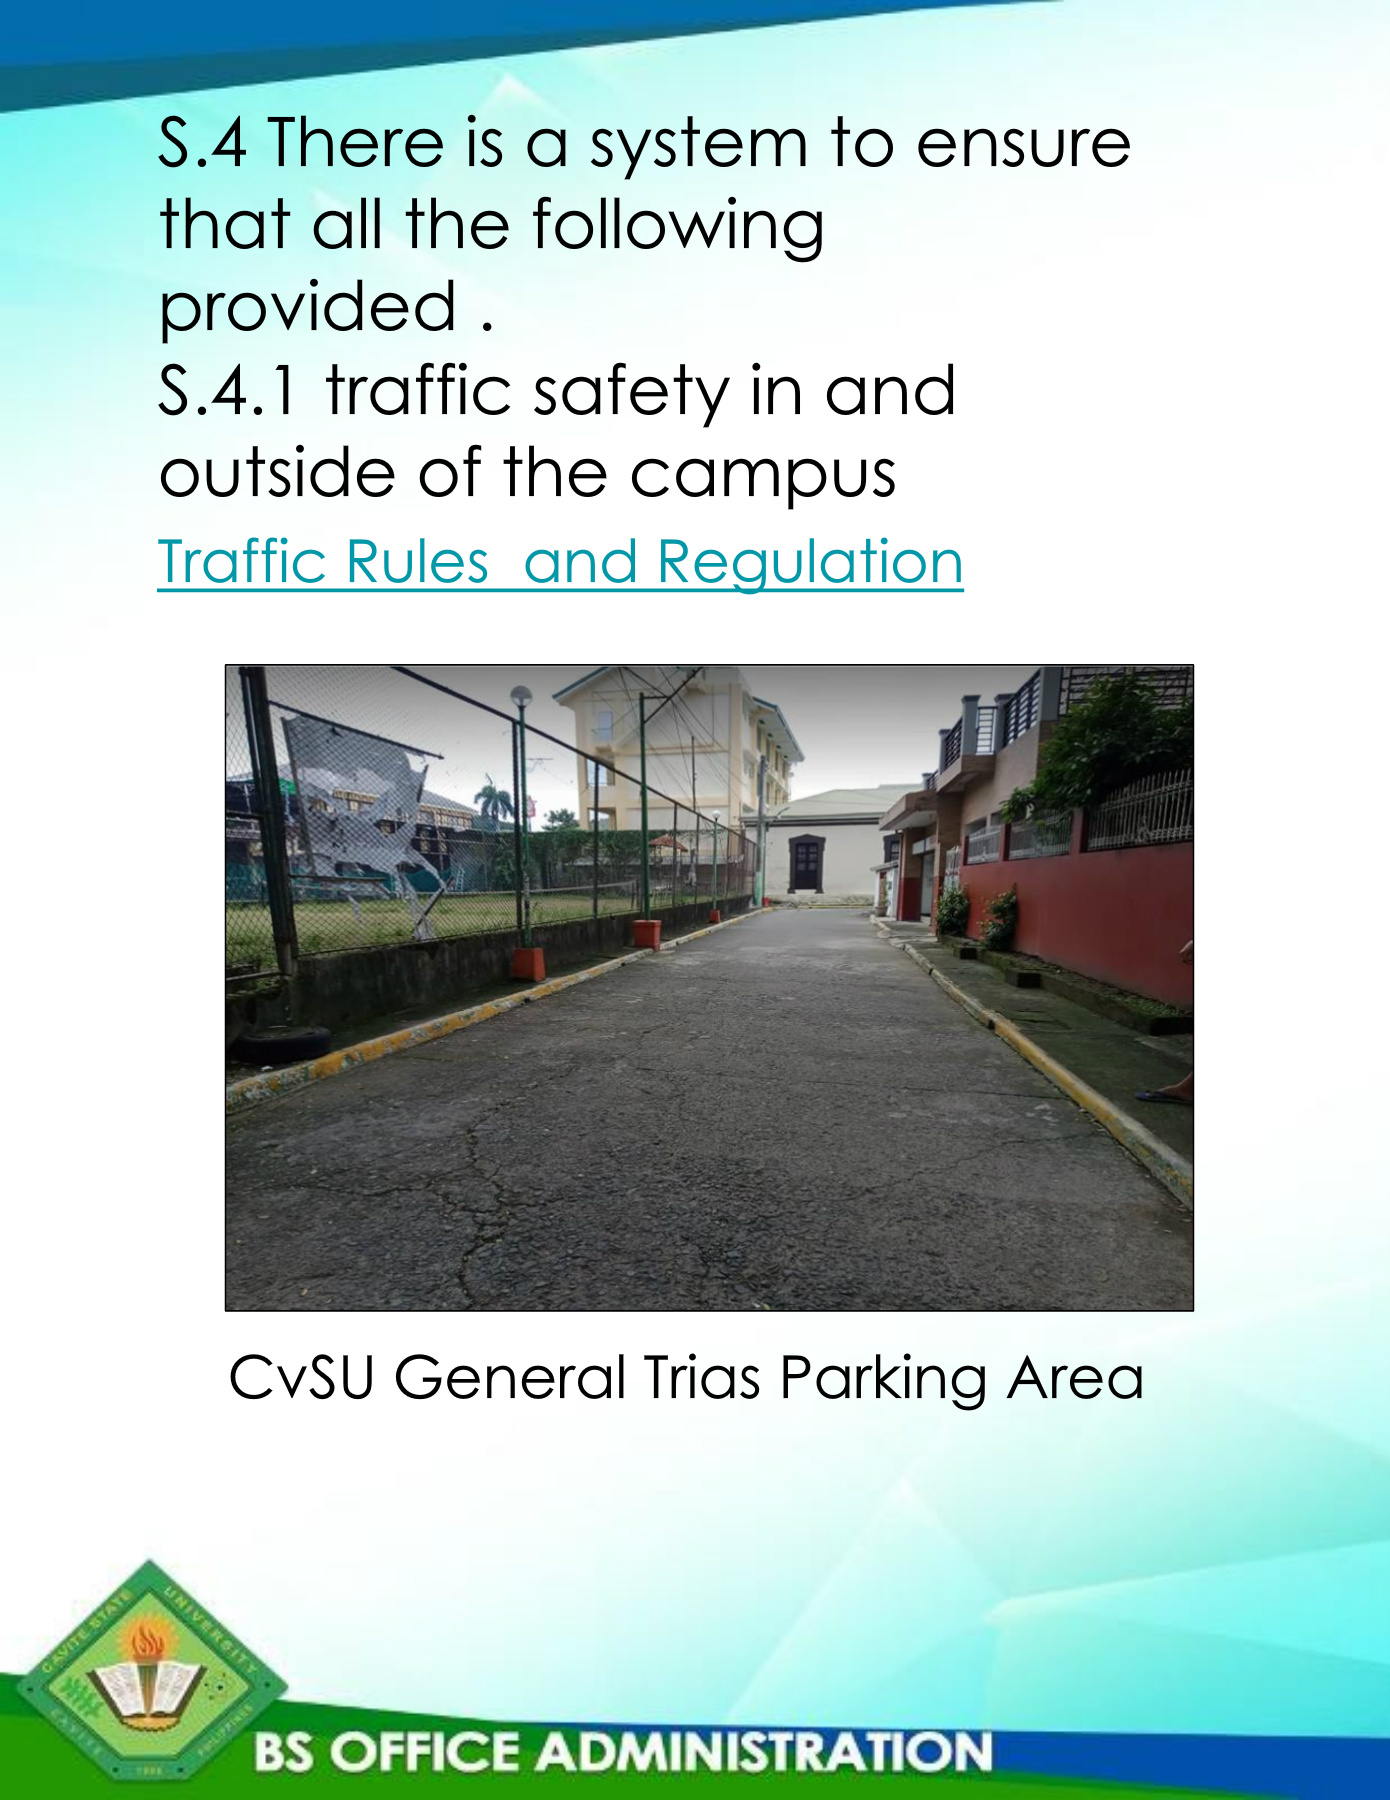 S.4 There is a system to ensure
that all the following
provided .
S.4.1 traffic safety in and
outside of the campus
Traffic Rules  and Regulation
CvSU General Trias Parking Area
CAVITE STATE UNIVERSITY
CAVITE PHILIPPINES
1906
BS OFFICE ADMINISTRATION